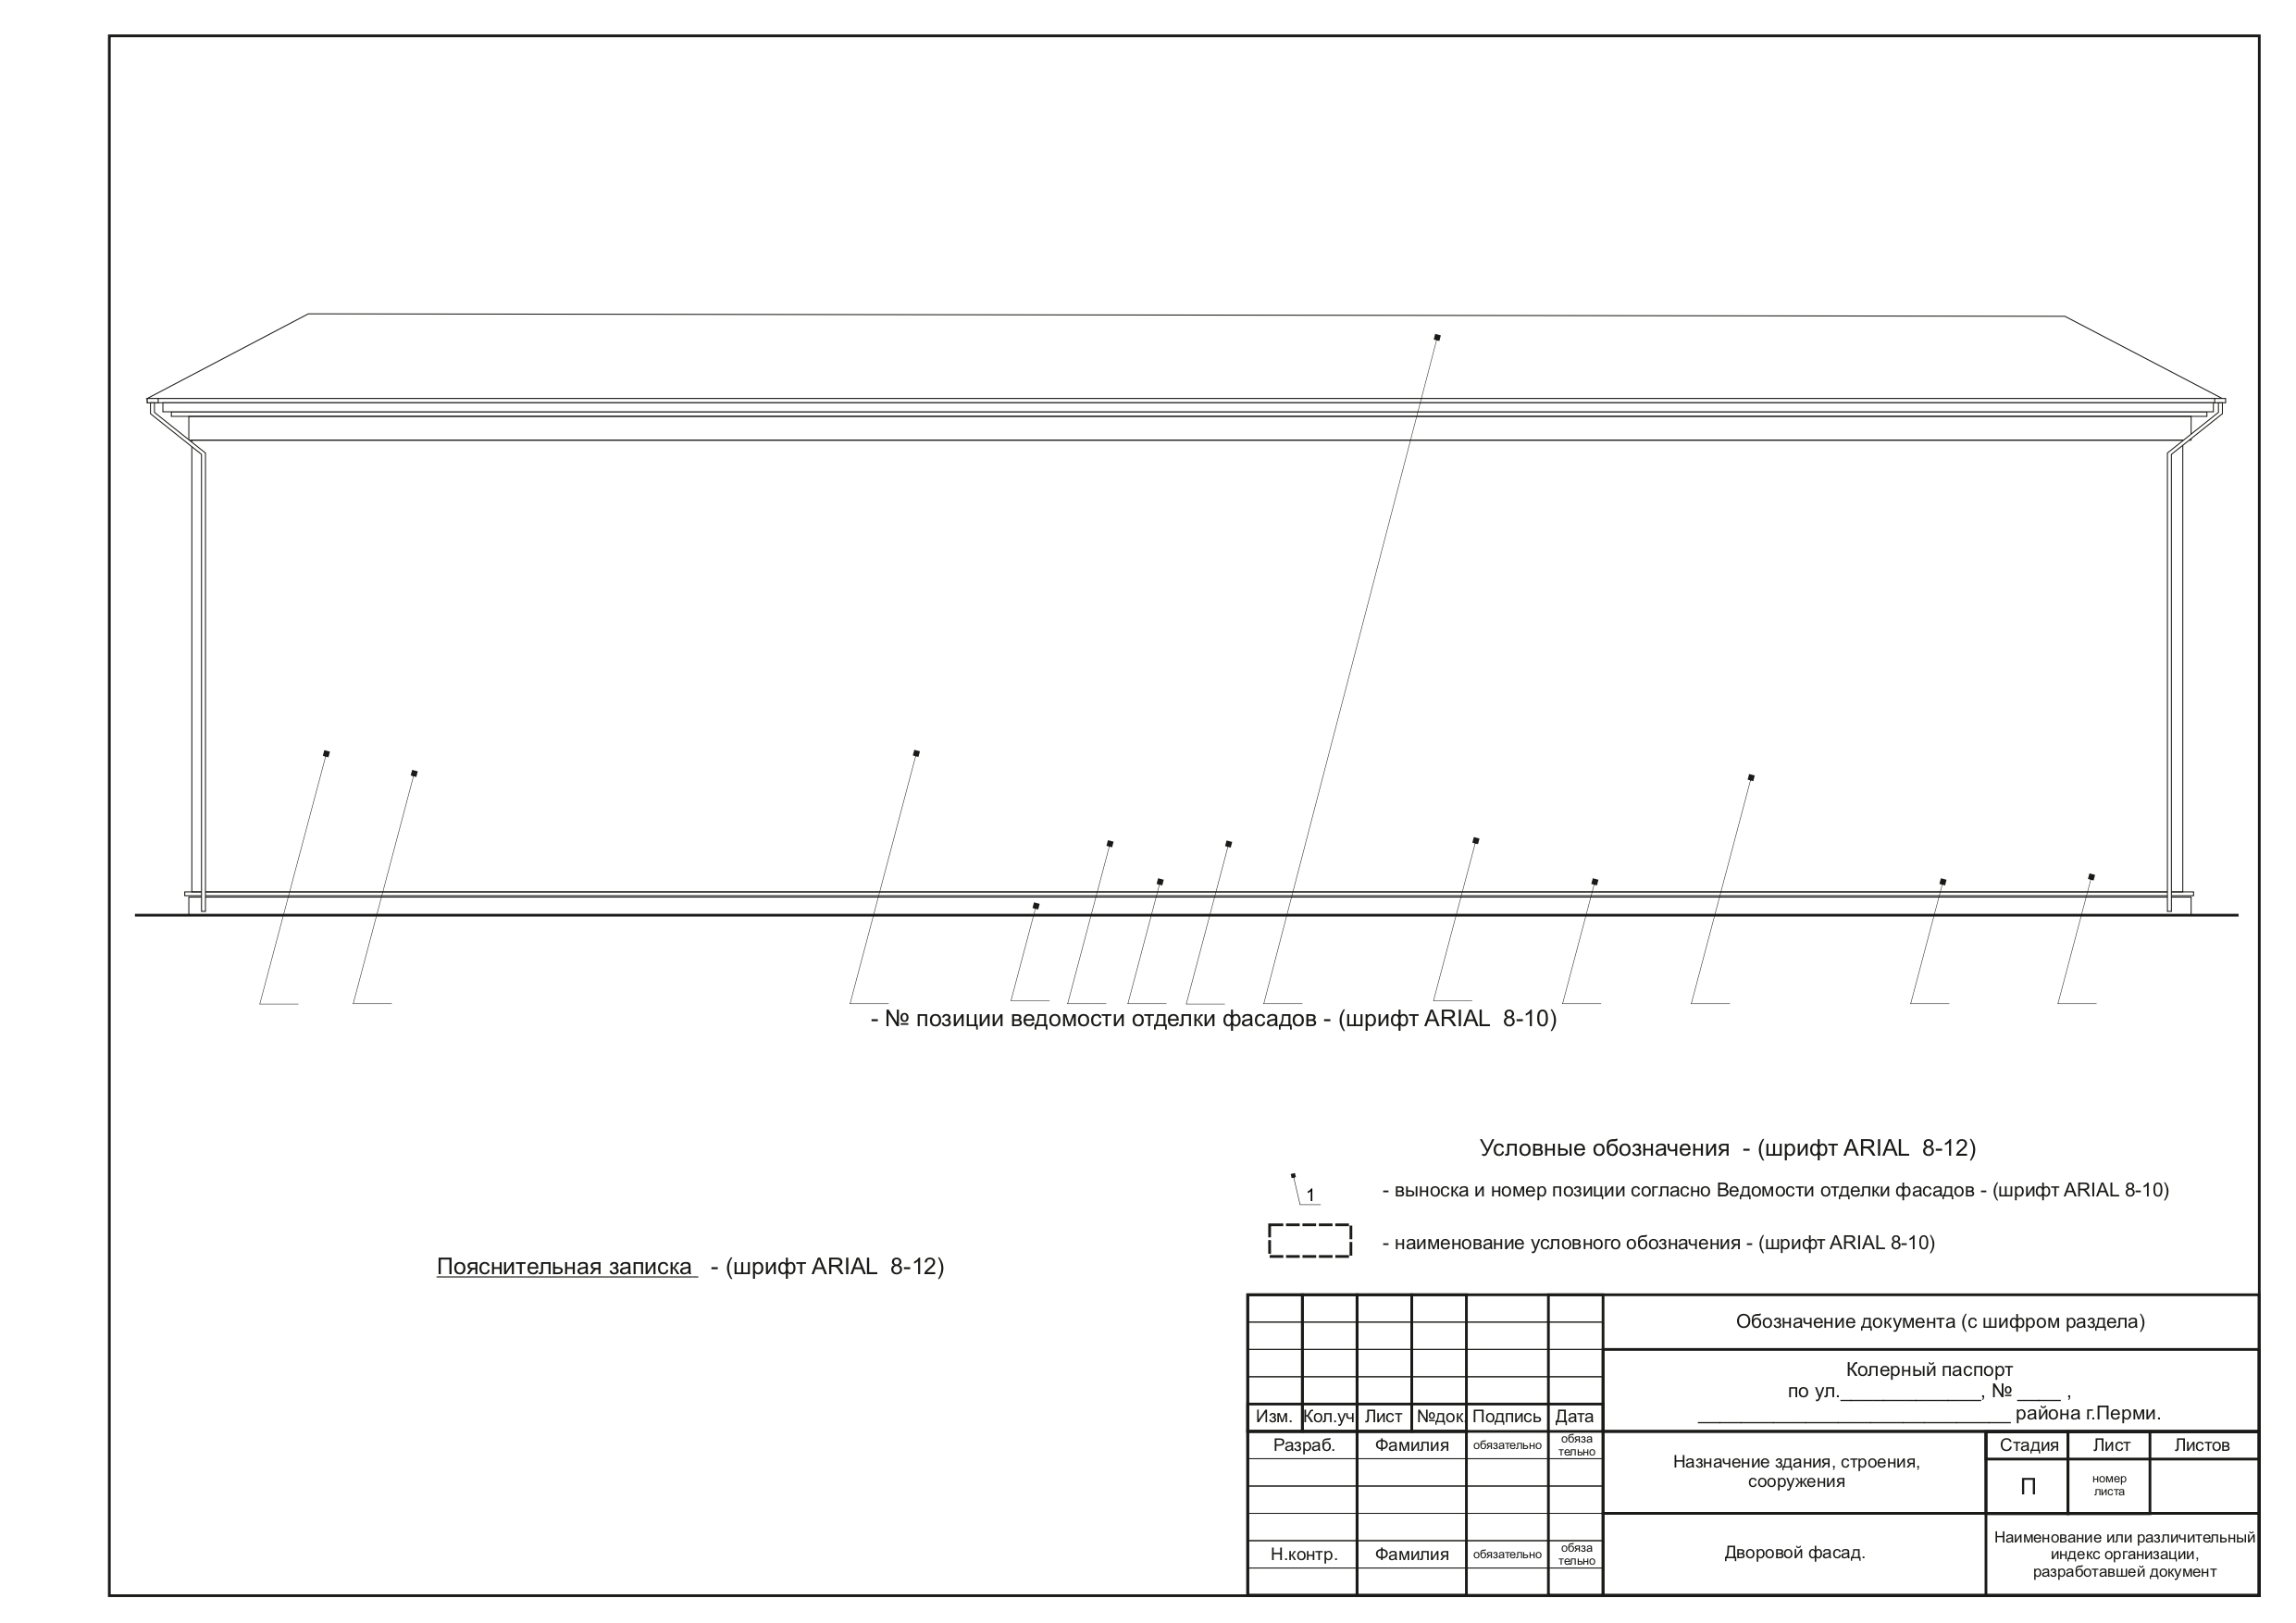 - № позиции ведомости отделки фасадов - (шрифт ARIAL 8-10)
Условные обозначения - (шрифт ARIAL 8-12)
1
- выноска и номер позиции согласно Ведомости отделки фасадов - (шрифт ARIAL 8-10)
- наименование условного обозначения - (шрифт ARIAL 8-10)
Пояснительная записка - (шрифт ARIAL 8-12)
Обозначение документа (с шифром раздела)
Колерный паспорт
по ул._____________, № ____ ,
_____________________________ района г.Перми.
Изм. Кол.уч Лист №док. Подпись Дата
Разраб. Фамилия обязательно обяза
тельно
Назначение здания, строения,
сооружения
Стадия Лист Листов
П номер
листа
Н.контр. Фамилия обязательно обяза
тельно
Дворовой фасад.
Наименование или различительный
индекс организации,
разработавшей документ